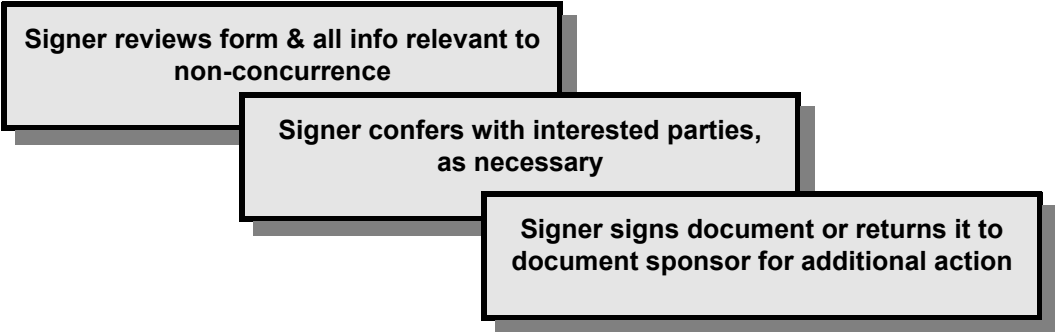 Signer reviews form & all info relevant to
non-concurrence
Signer confers with interested parties,
as necessary
Signer signs document or returns it to
document sponsor for additional action